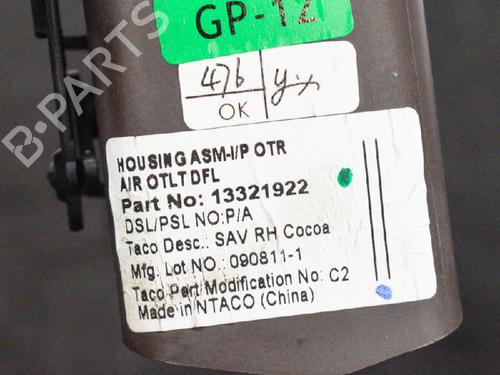 GP-12
476
OK
HOUSING ASM-I/P OTR
AIR OTLT DFL
Part No: 13321922
DSL/PSL NO:P/A
Taco Desc.: SAV RH Cocoa
Mfg. Lot NO.: 090811-1
Taco Part Modification No: C2
Made in NTACO (China)
B-PARTS